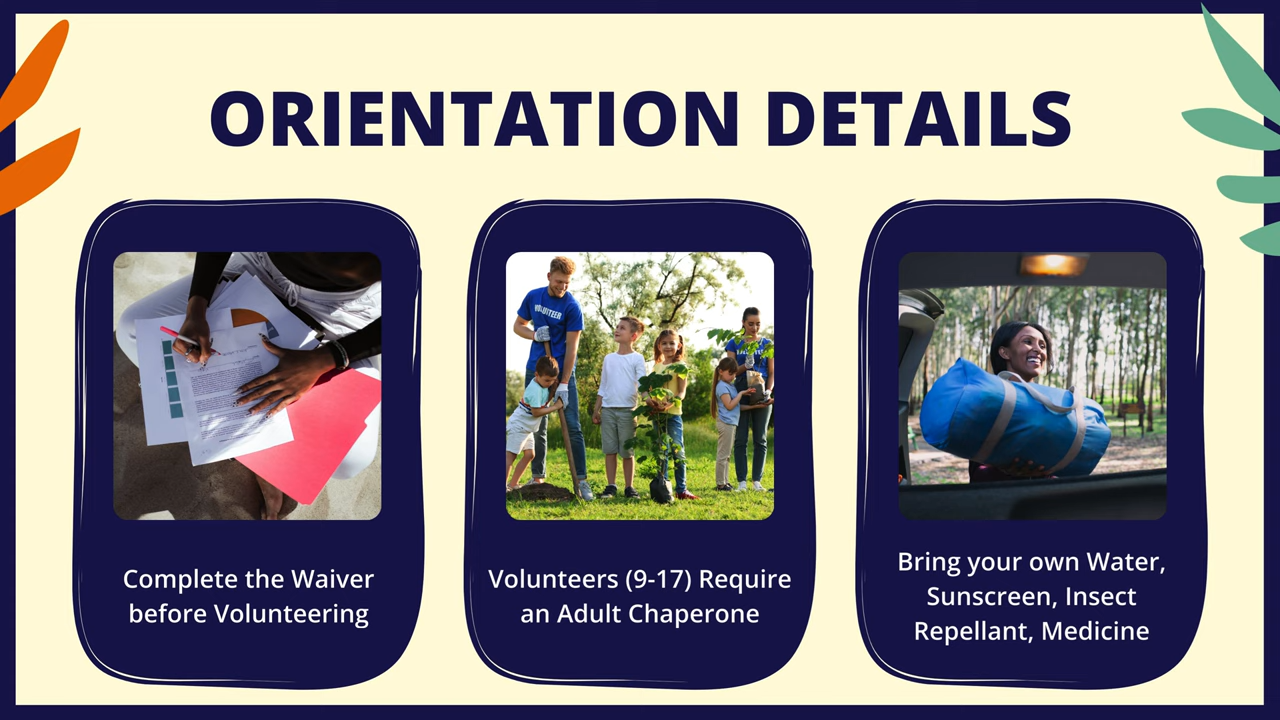 ORIENTATION DETAILS
VOLUNTEER
Complete the Waiver
before Volunteering
Volunteers (9-17) Require
an Adult Chaperone
Bring your own Water,
Sunscreen, Insect
Repellant, Medicine